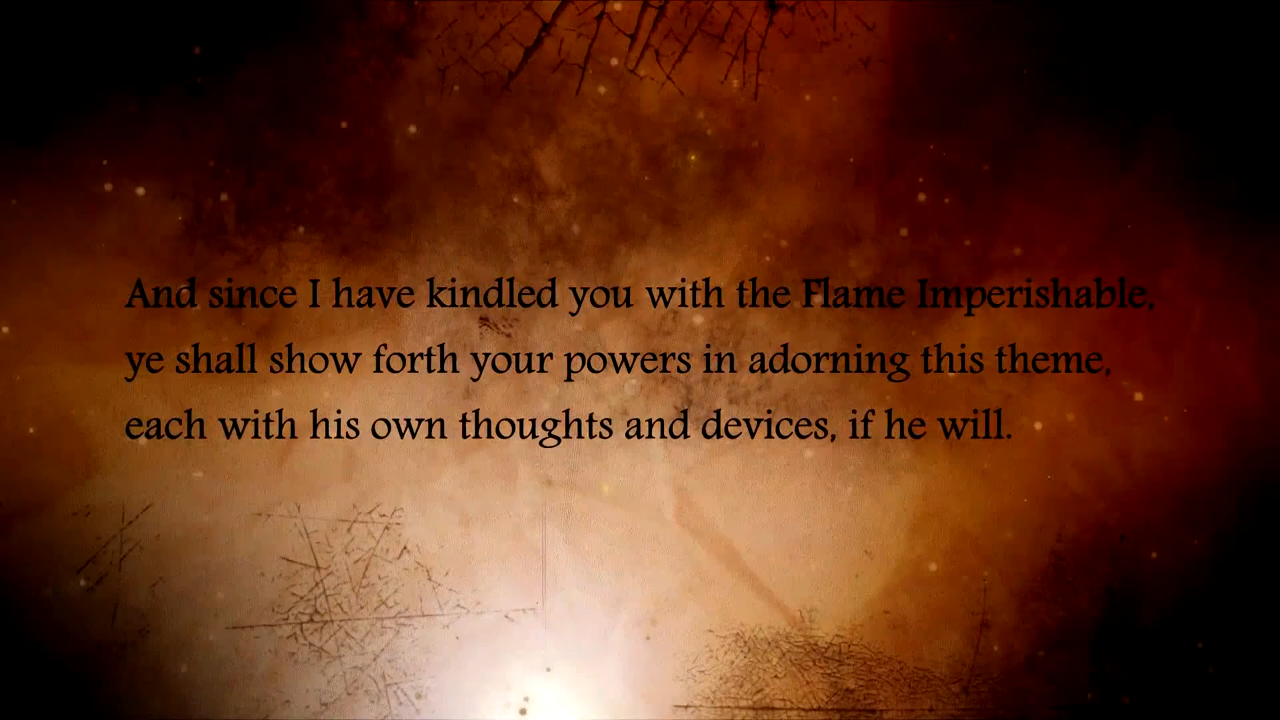 And since I have kindled you with the Flame Imperishable,
ye shall show forth your powers in adorning this theme,
each with his own thoughts and devices, if he will.